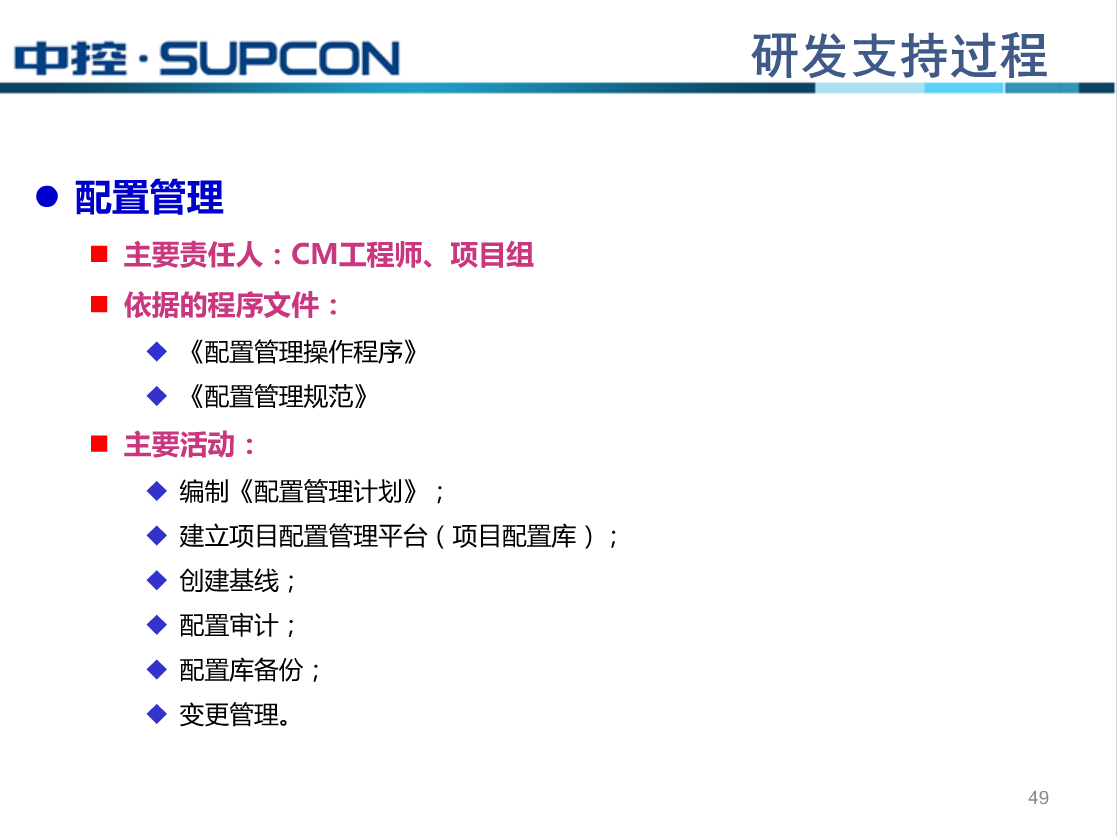 中控·SUPCON
研发支持过程
配置管理
主要责任人：CM工程师、项目组
依据的程序文件：
《配置管理操作程序》
《配置管理规范》
主要活动：
编制《配置管理计划》；
建立项目配置管理平台（项目配置库）；
创建基线；
配置审计；
配置库备份；
变更管理。
49